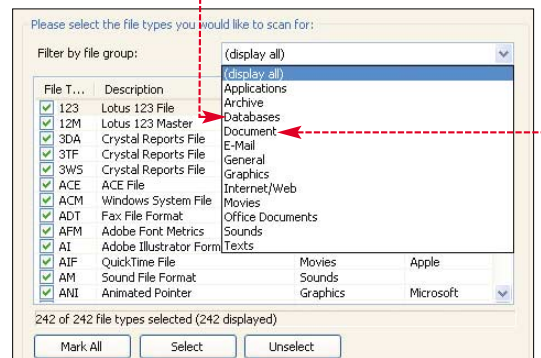 Please select the file types you would like to scan for:
Filter by file group:
(display all)
(display all)
Applications
Archive
Databases
Document
E-Mail
General
Graphics
Internet/Web
Movies
Office Documents
Sounds
Texts
File T... Description
123 Lotus 123 File
12M Lotus 123 Master
3DA Crystal Reports File
3TF Crystal Reports File
3WS Crystal Reports File
ACE ACE File
ACM Windows System File
ADT Fax File Format
AFM Adobe Font Metrics
AI Adobe Illustrator Form
AIF QuickTime File Movies Apple
AM Sound File Format Sounds
ANI Animated Pointer Graphics Microsoft
242 of 242 file types selected (242 displayed)
Mark All Select Unselect